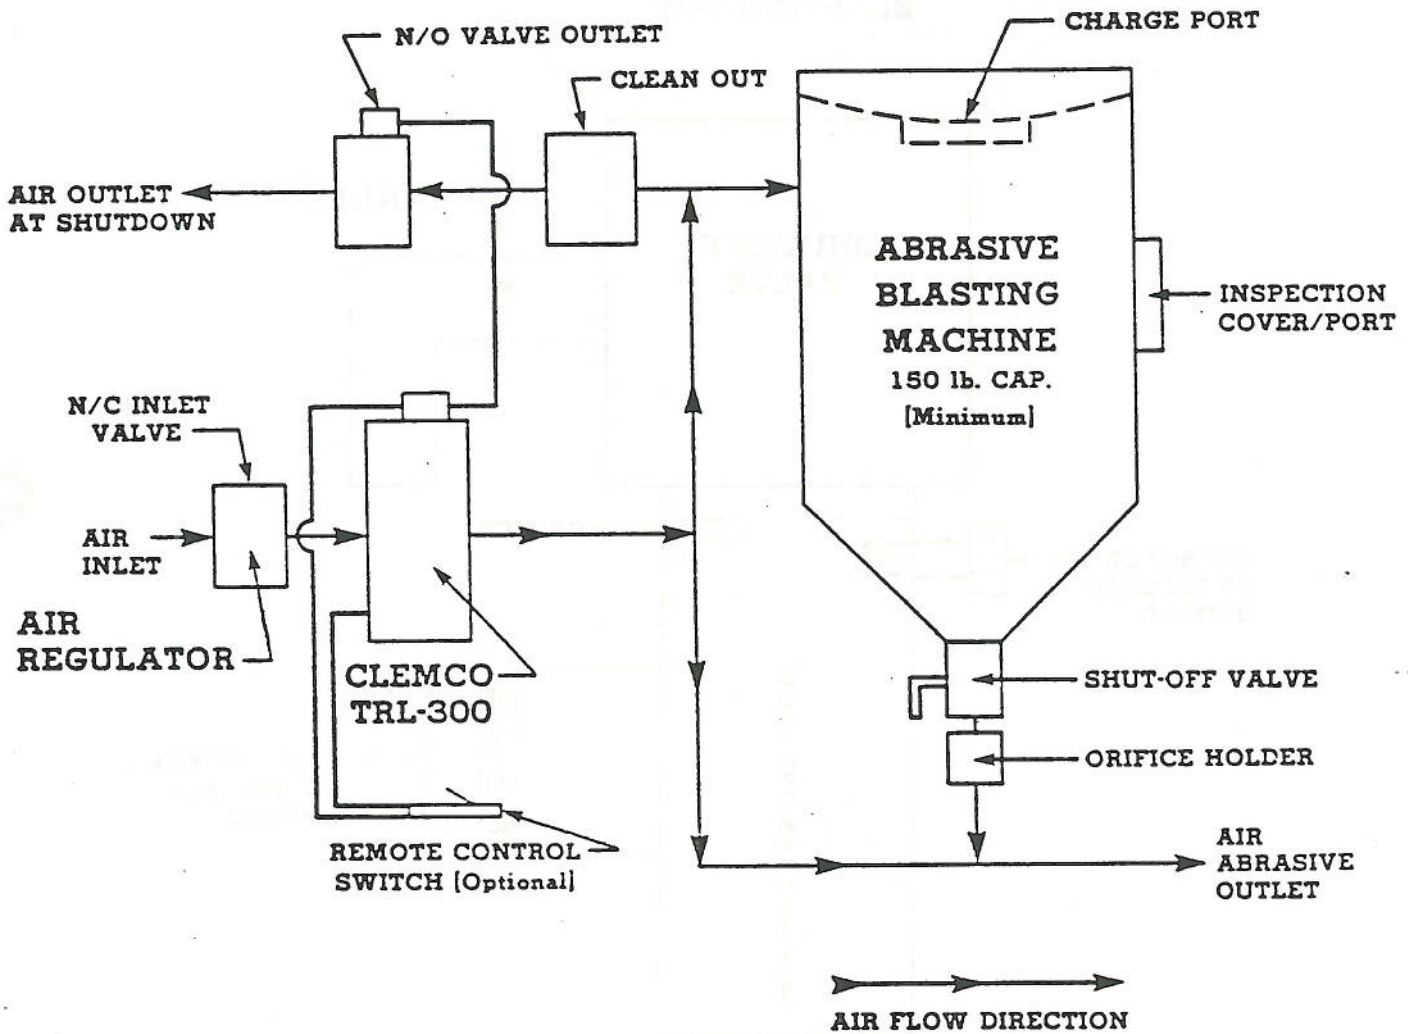 CHARGE PORT
N/O VALVE OUTLET
CLEAN OUT
AIR OUTLET
AT SHUTDOWN
ABRASIVE
BLASTING
MACHINE
150 lb. CAP.
[Minimum]
INSPECTION
COVER/PORT
N/C INLET
VALVE
AIR
INLET
AIR
REGULATOR
CLEMCO
TRL-300
SHUT-OFF VALVE
ORIFICE HOLDER
REMOTE CONTROL
SWITCH [Optional]
AIR
ABRASIVE
OUTLET
AIR FLOW DIRECTION